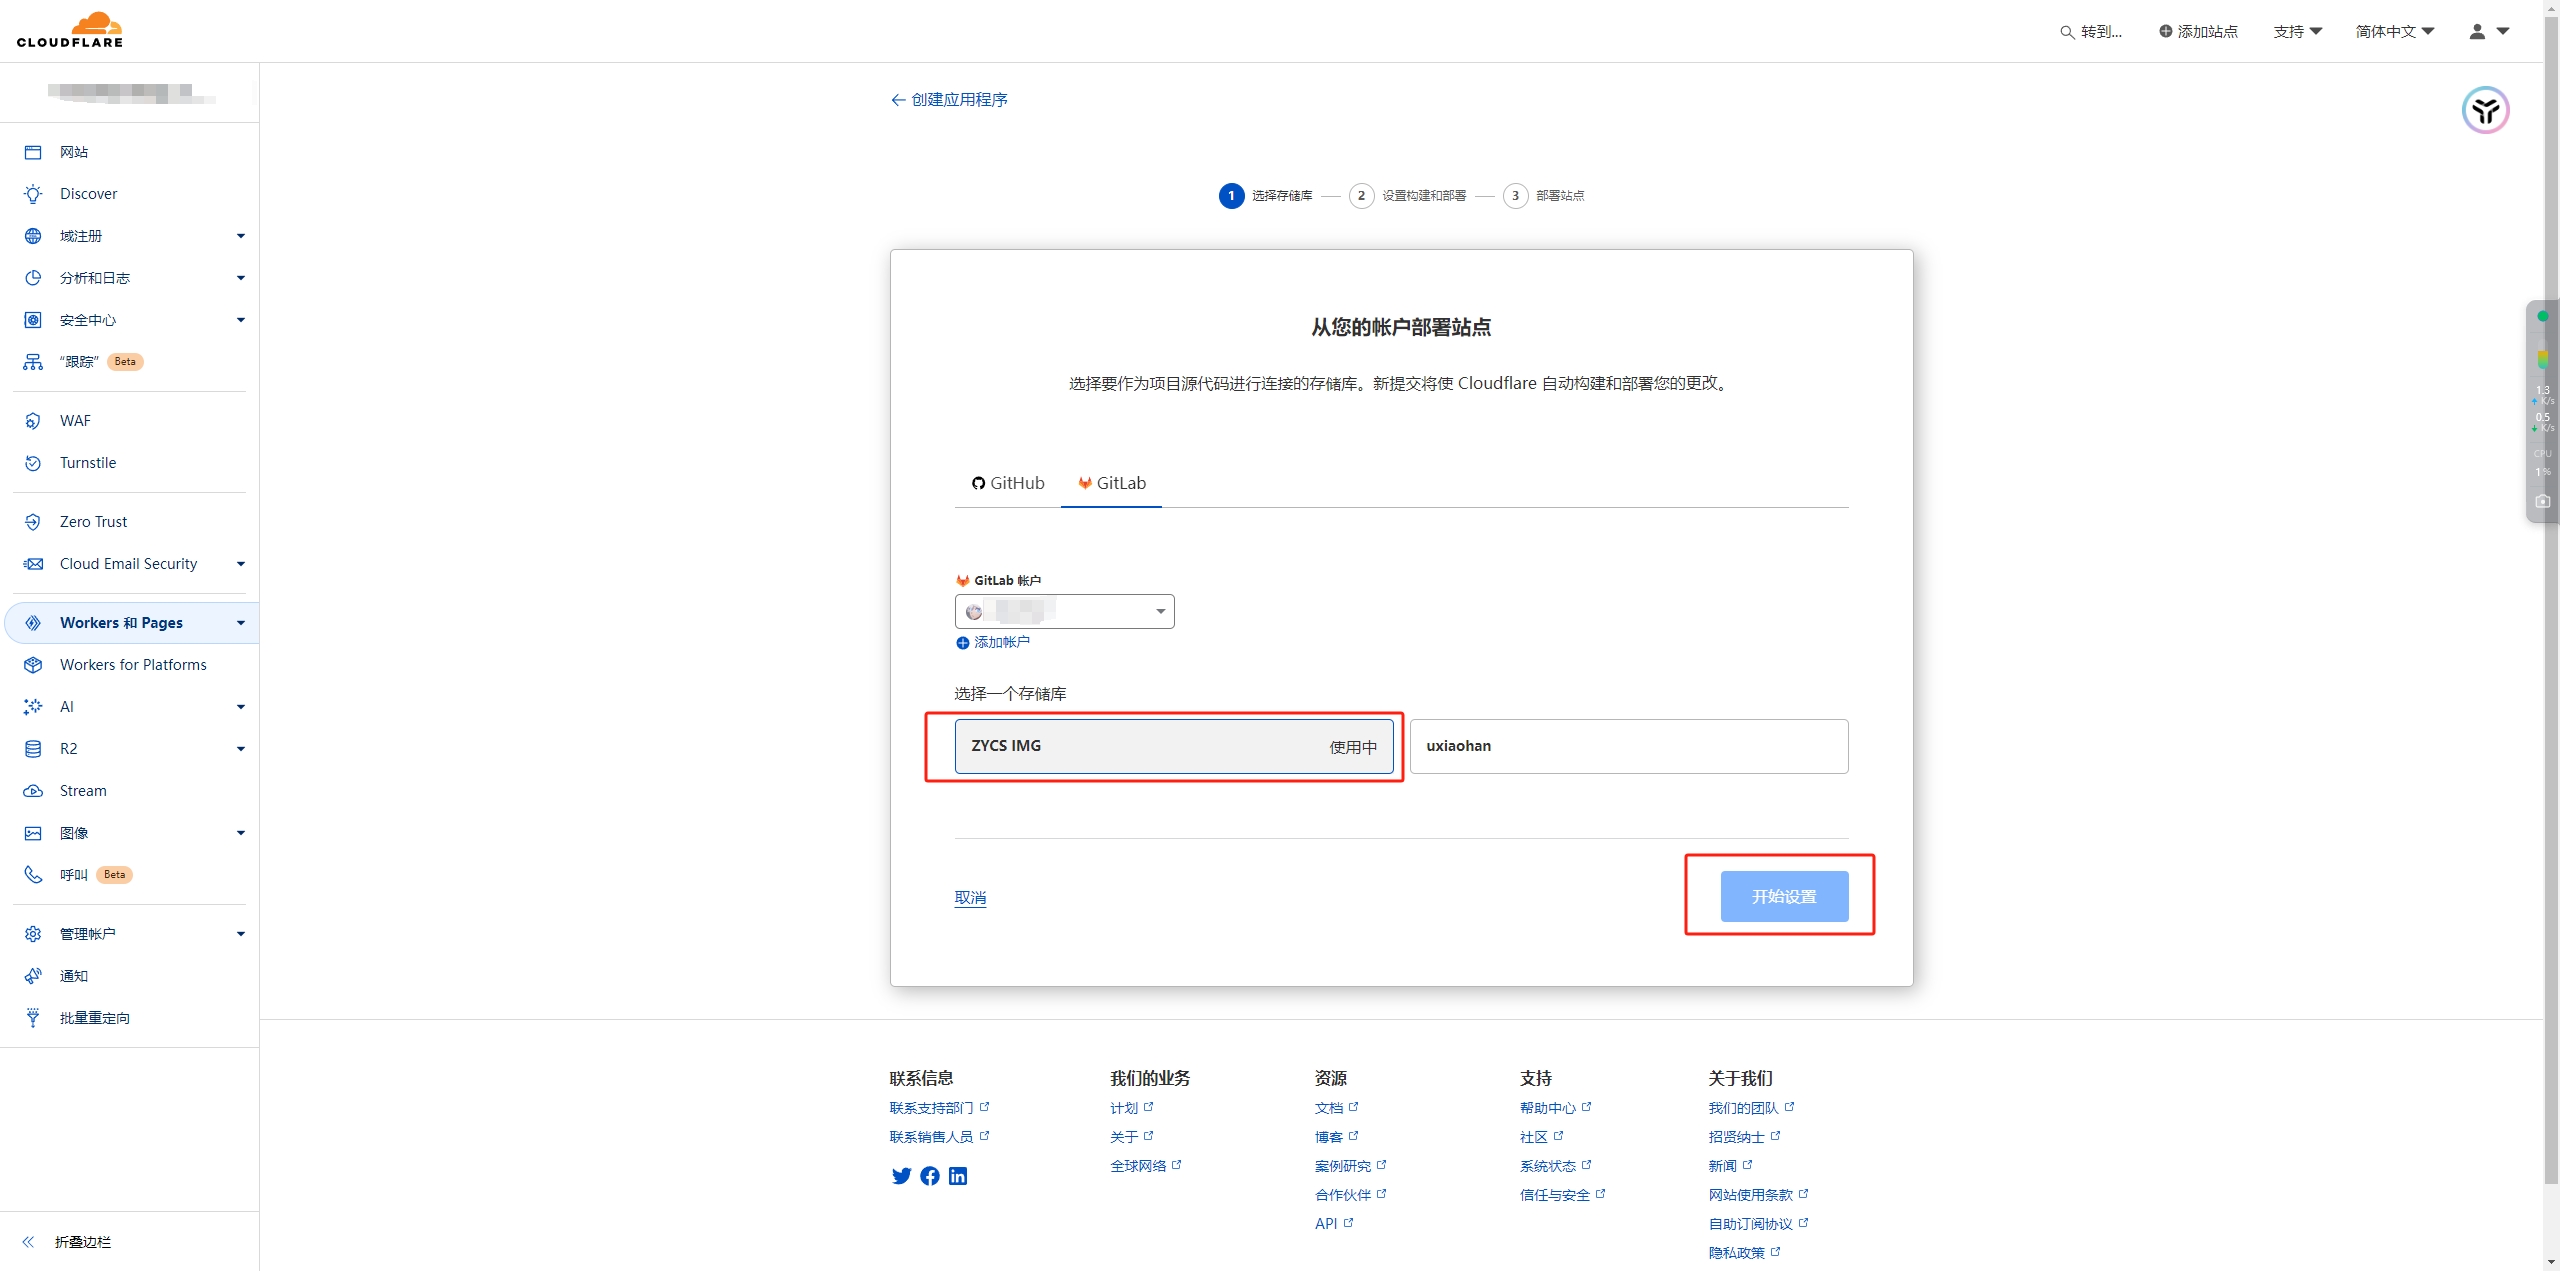 CLOUDFLARE
转到...
添加站点
支持
简体中文
网站
Discover
域注册
分析和日志
安全中心
“跟踪” Beta
WAF
Turnstile
Zero Trust
Cloud Email Security
Workers 和 Pages
Workers for Platforms
AI
R2
Stream
图像
呼叫 Beta
管理帐户
通知
批量重定向
折叠边栏
创建应用程序
1 选择存储库
2 设置构建和部署
3 部署站点
从您的帐户部署站点
选择要作为项目源代码进行连接的存储库。新提交将使 Cloudflare 自动构建和部署您的更改。
GitHub
GitLab
GitLab 帐户
添加帐户
选择一个存储库
ZYCS IMG 使用中
uxiaohan
取消
开始设置
联系信息
联系支持部门
联系销售人员
我们的业务
计划
关于
全球网络
资源
文档
博客
案例研究
合作伙伴
API
支持
帮助中心
社区
系统状态
信任与安全
关于我们
我们的团队
招贤纳士
新闻
网站使用条款
自助订阅协议
隐私政策
1.3
K/s
0.5
K/s
CPU
1%